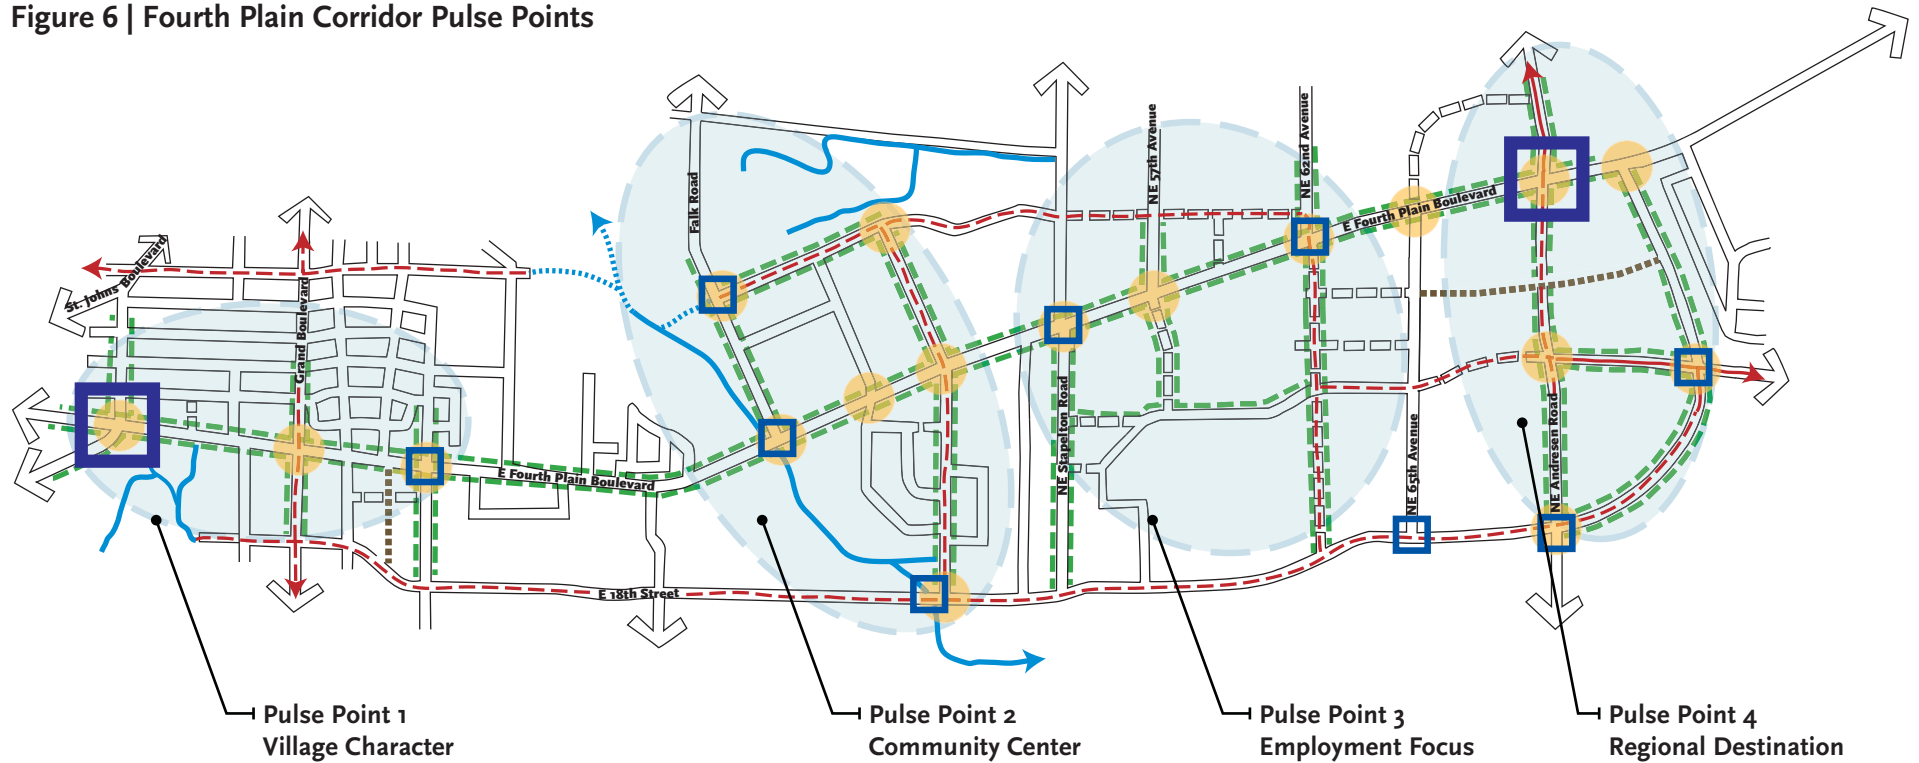 Figure 6 | Fourth Plain Corridor Pulse Points
St. Johns Boulevard
Grand Boulevard
E Fourth Plain Boulevard
Falk Road
NE Stapelton Road
NE 57th Avenue
NE 62nd Avenue
E Fourth Plain Boulevard
NE 65th Avenue
NE Andresen Road
E 18th Street
Pulse Point 1
Village Character
Pulse Point 2
Community Center
Pulse Point 3
Employment Focus
Pulse Point 4
Regional Destination